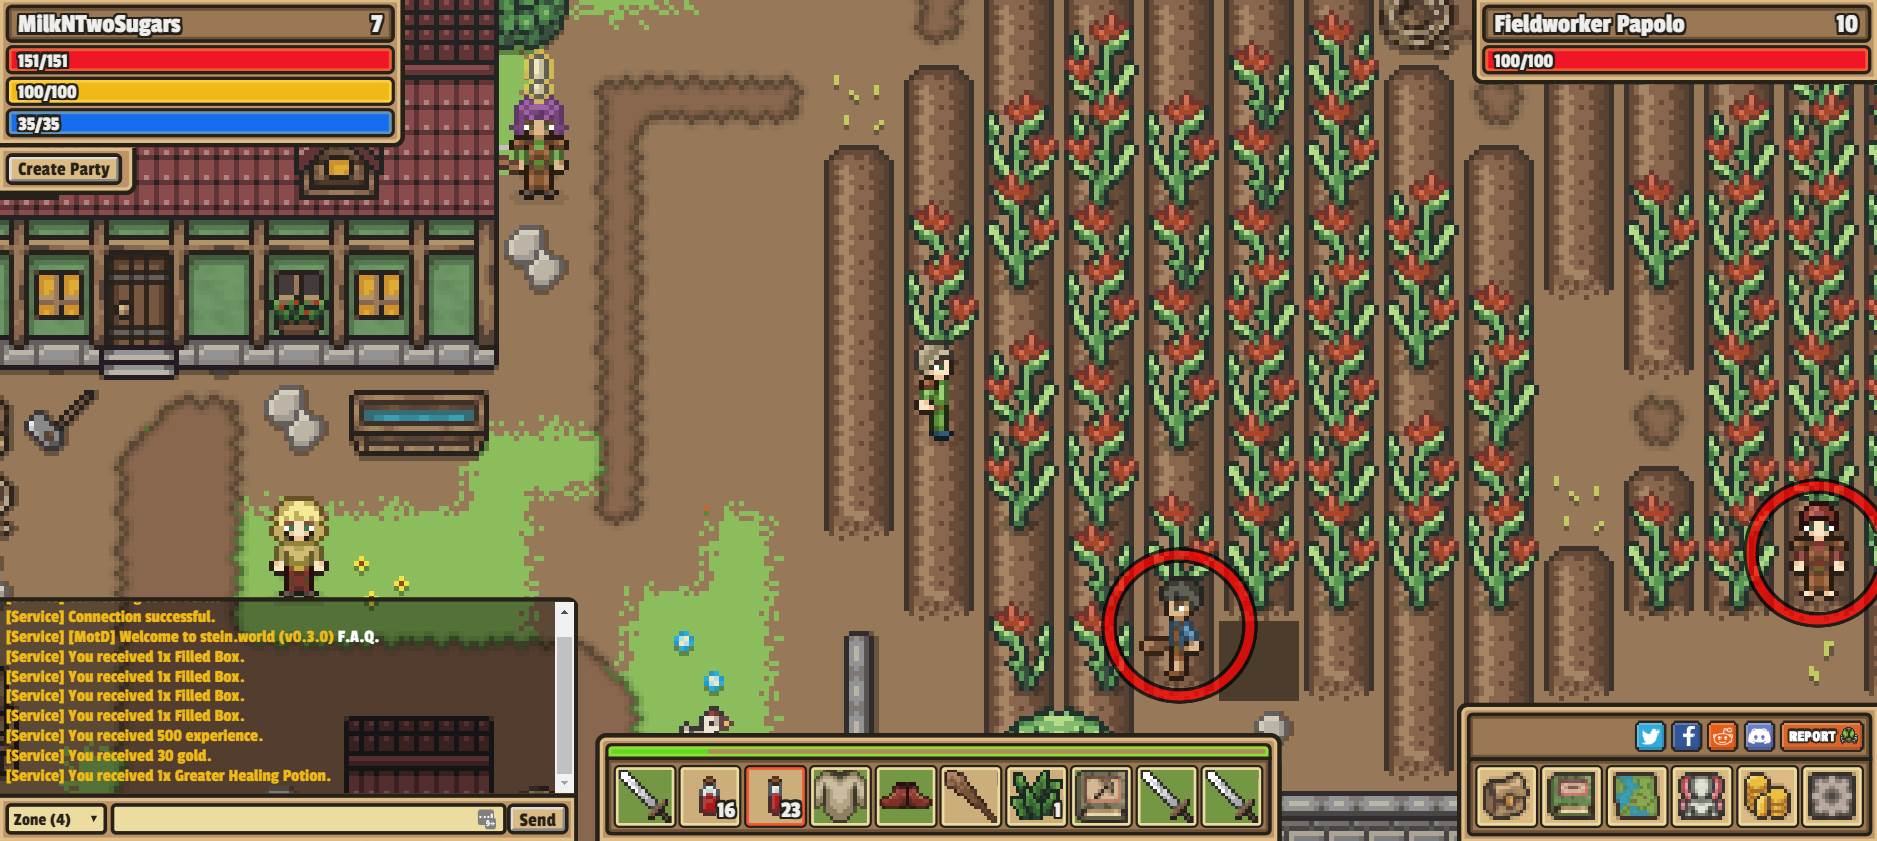 MilkNTwoSugars 7
151/151
100/100
35/35
Create Party
Fieldworker Papolo 10
100/100
[Service] Connection successful.
[Service] [MotD] Welcome to stein.world (v0.3.0) F.A.Q.
[Service] You received 1x Filled Box.
[Service] You received 1x Filled Box.
[Service] You received 1x Filled Box.
[Service] You received 1x Filled Box.
[Service] You received 500 experience.
[Service] You received 30 gold.
[Service] You received 1x Greater Healing Potion.
Zone (4)
Send
16
23
1
REPORT